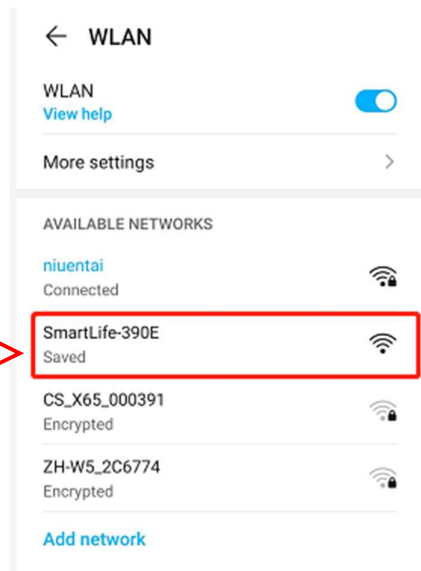 WLAN
WLAN
View help
More settings
AVAILABLE NETWORKS
niuentai
Connected
SmartLife-390E
Saved
CS_X65_000391
Encrypted
ZH-W5_2C6774
Encrypted
Add network